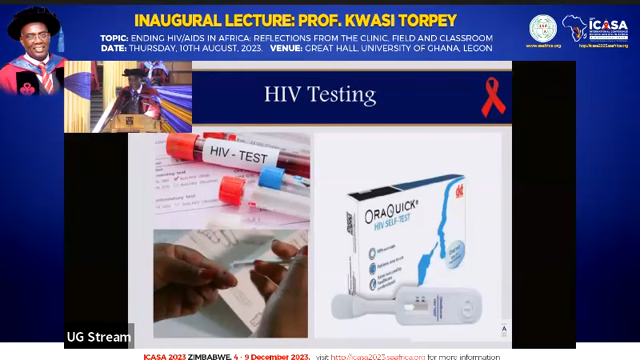 INAUGURAL LECTURE: PROF. KWASI TORPEY
TOPIC: ENDING HIV/AIDS IN AFRICA: REFLECTIONS FROM THE CLINIC, FIELD AND CLASSROOM
DATE: THURSDAY, 10TH AUGUST, 2023. VENUE: GREAT HALL, UNIVERSITY OF GHANA, LEGON
ICASA
HIV Testing
HIV - TEST
ORAQUICK®
HIV SELF-TEST
UG Stream
ICASA 2023 ZIMBABWE, 4 - 9 December 2023. visit http://icasa2023.saafrica.org for more information